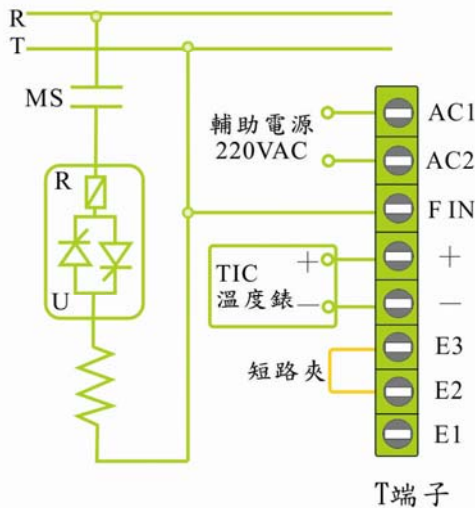 R
T
MS
R
U
輔助電源
220VAC
TIC
溫度錶
+
—
短路夾
AC1
AC2
F IN
+
—
E3
E2
E1
T端子